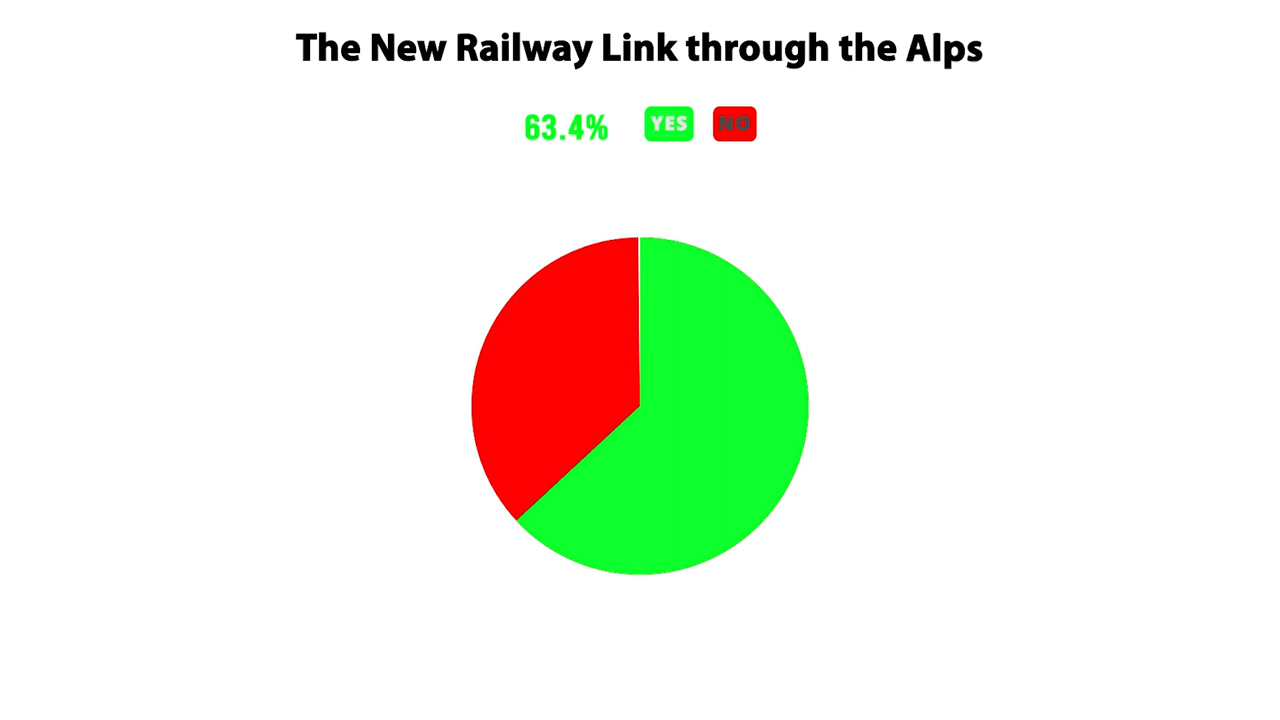 The New Railway Link through the Alps
63.4% YES NO